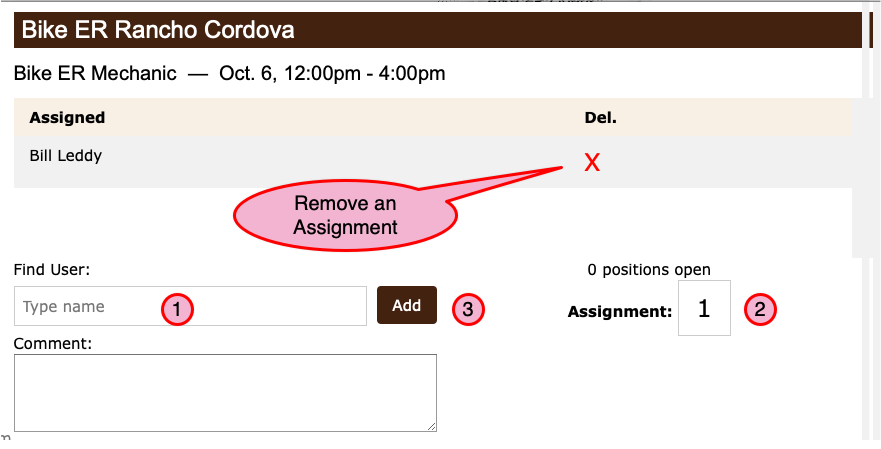 Bike ER Rancho Cordova
Bike ER Mechanic — Oct. 6, 12:00pm - 4:00pm
Assigned Del.
Bill Leddy X
Remove an
Assignment
Find User: 0 positions open
Type name 1 Add 3 Assignment: 1 2
Comment: